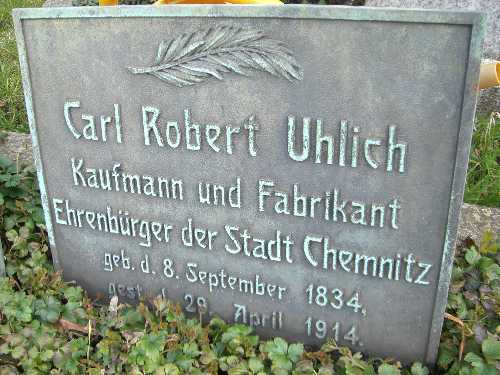 Carl Robert Uhlich
Kaufmann und Fabrikant
Ehrenbürger der Stadt Chemnitz
geb. d. 8. September 1834,
gest. d. 29. April 1914.